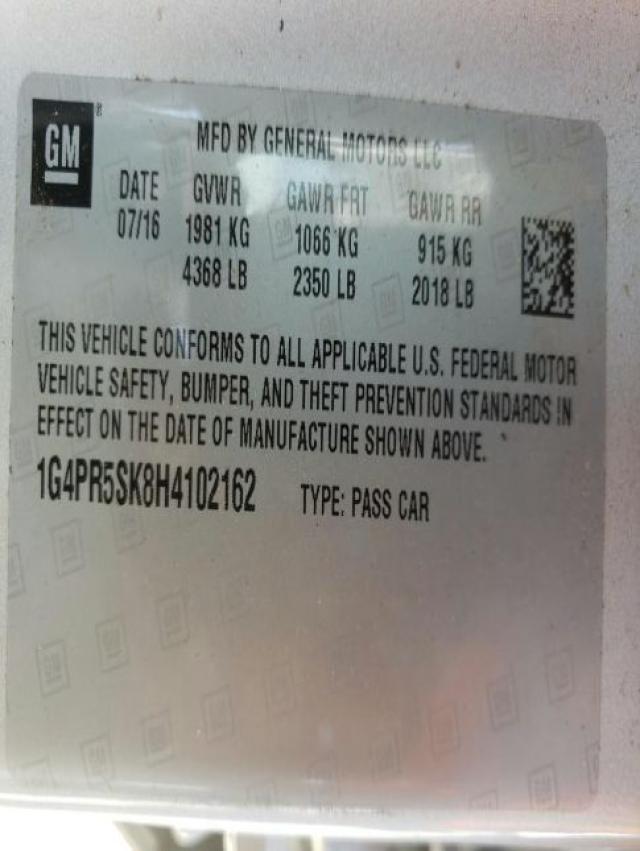 GM®
MFD BY GENERAL MOTORS LLC
DATE GVWR GAWR FRT GAWR RR
07/16 1981 KG 1066 KG 915 KG
4368 LB 2350 LB 2018 LB
THIS VEHICLE CONFORMS TO ALL APPLICABLE U.S. FEDERAL MOTOR
VEHICLE SAFETY, BUMPER, AND THEFT PREVENTION STANDARDS IN
EFFECT ON THE DATE OF MANUFACTURE SHOWN ABOVE.
1G4PR5SK8H4102162 TYPE: PASS CAR